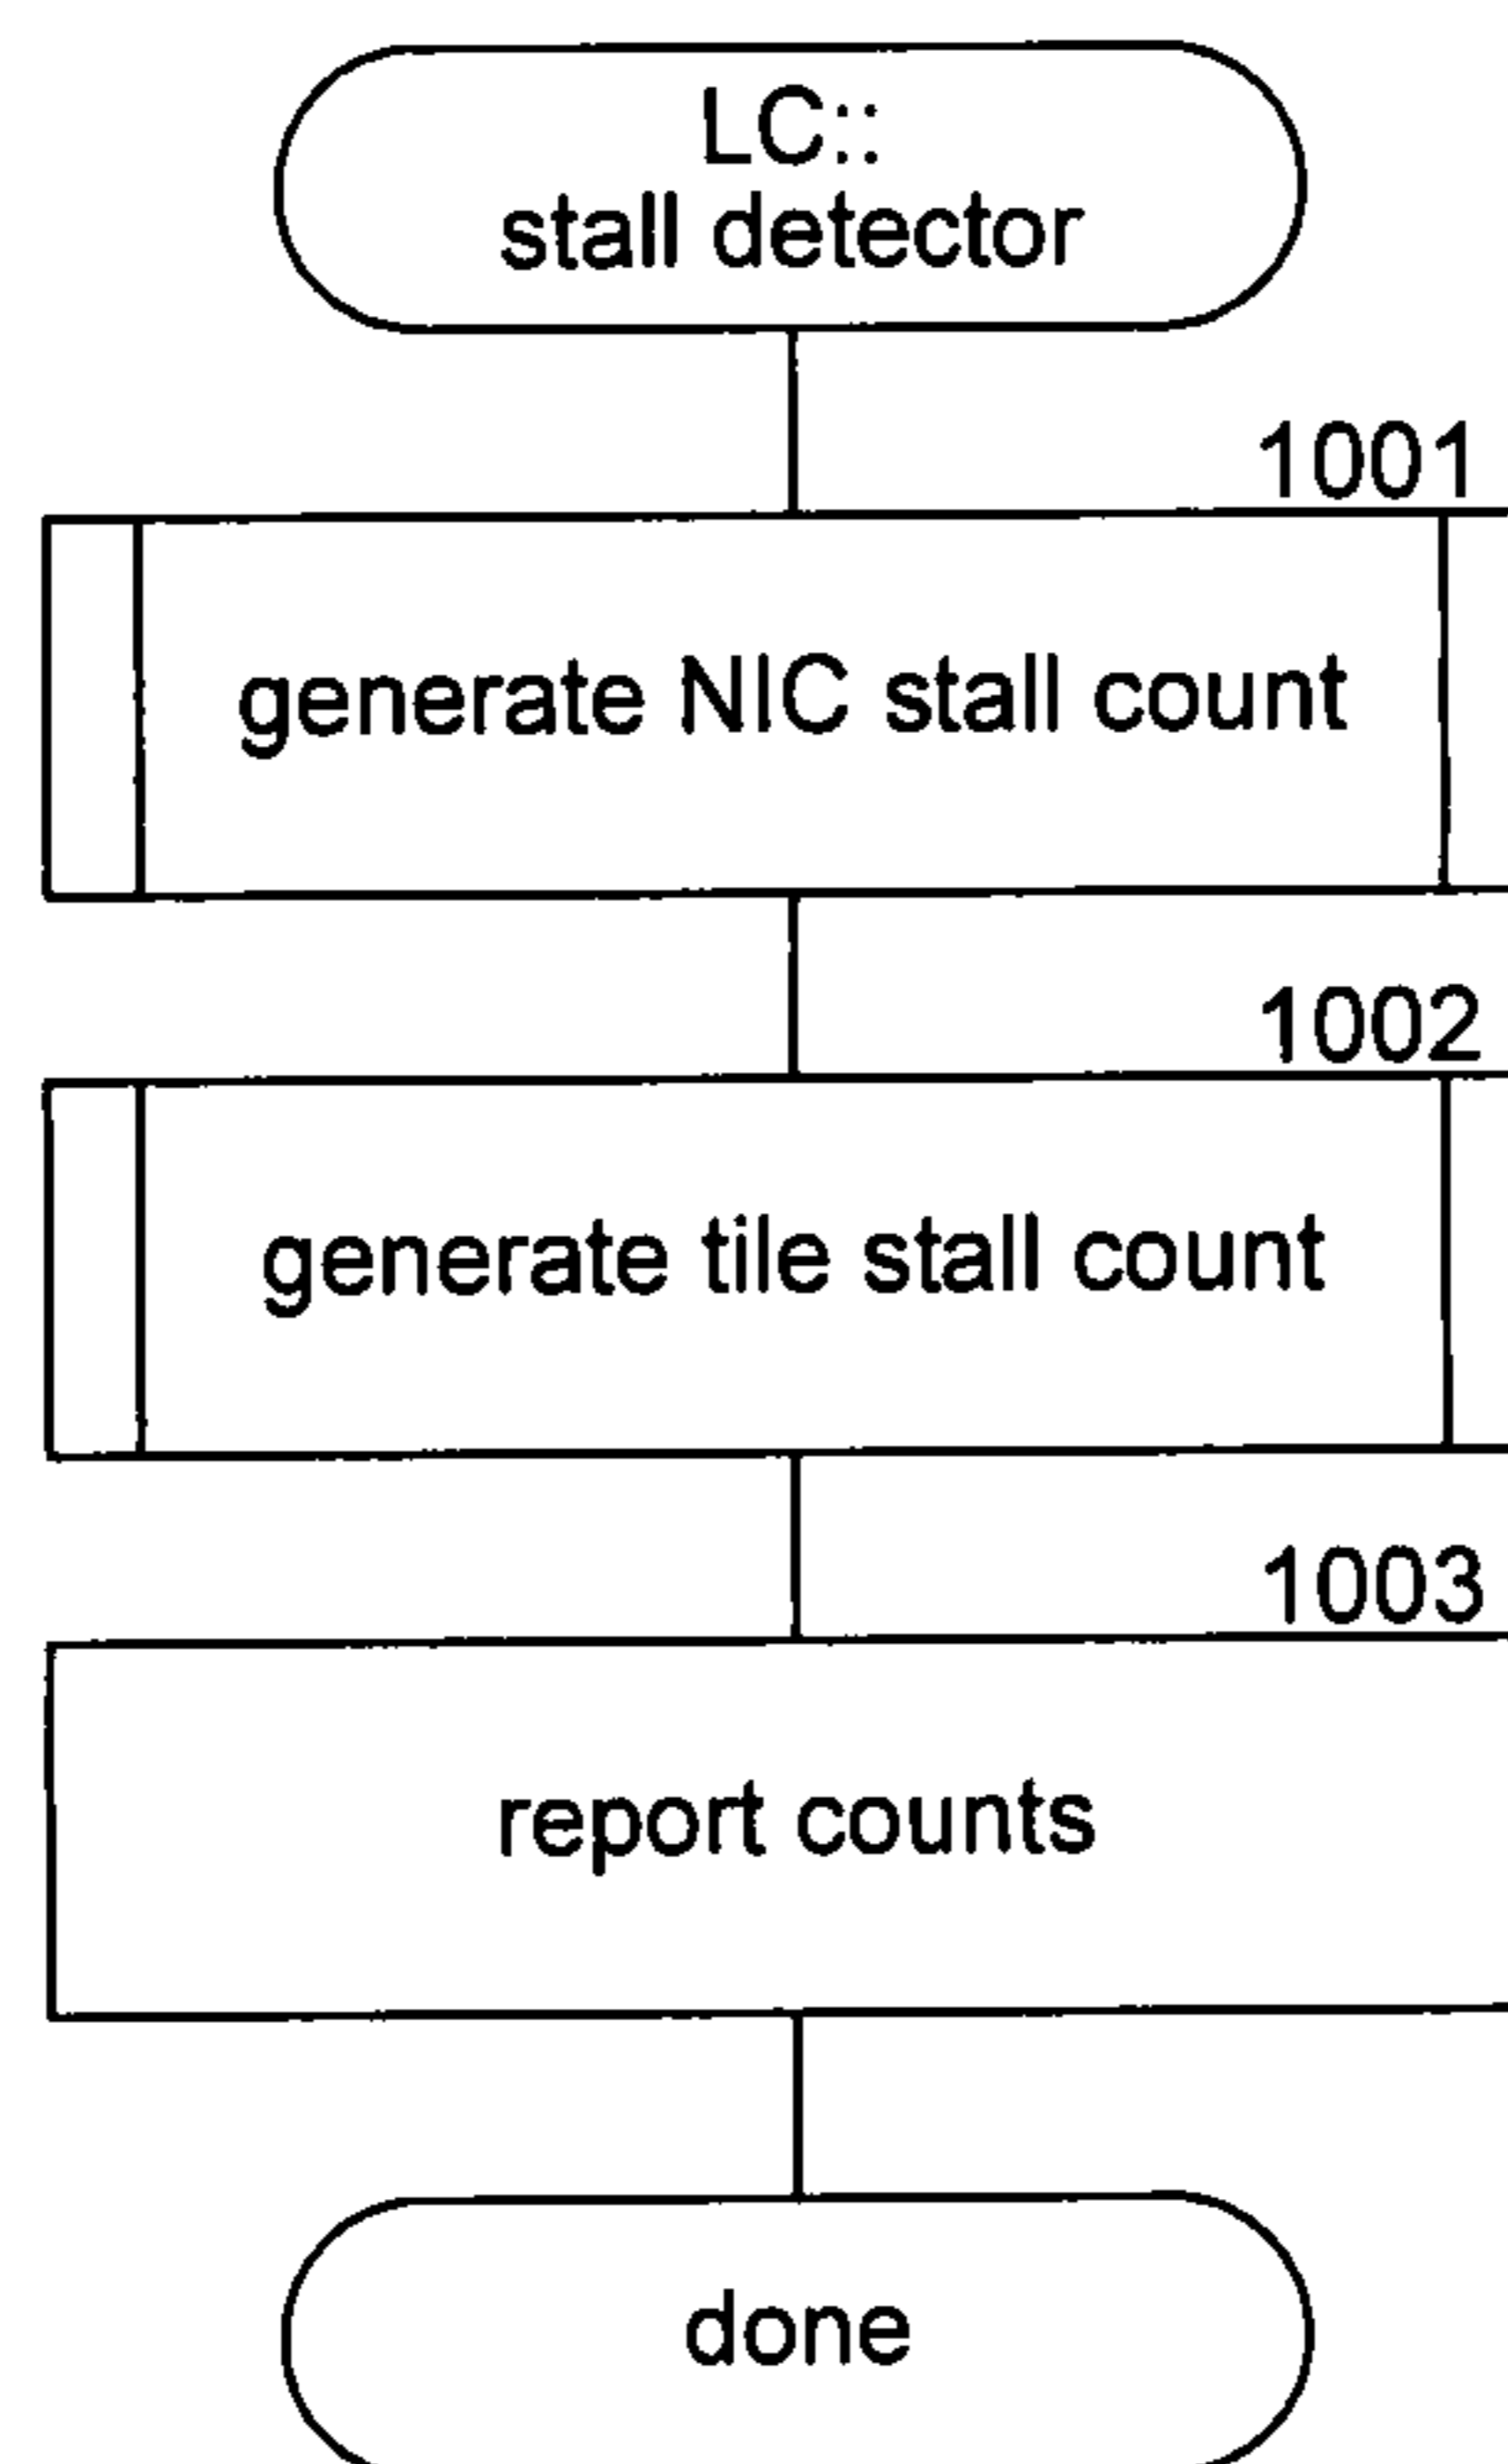 LC::
stall detector
1001
generate NIC stall count
1002
generate tile stall count
1003
report counts
done